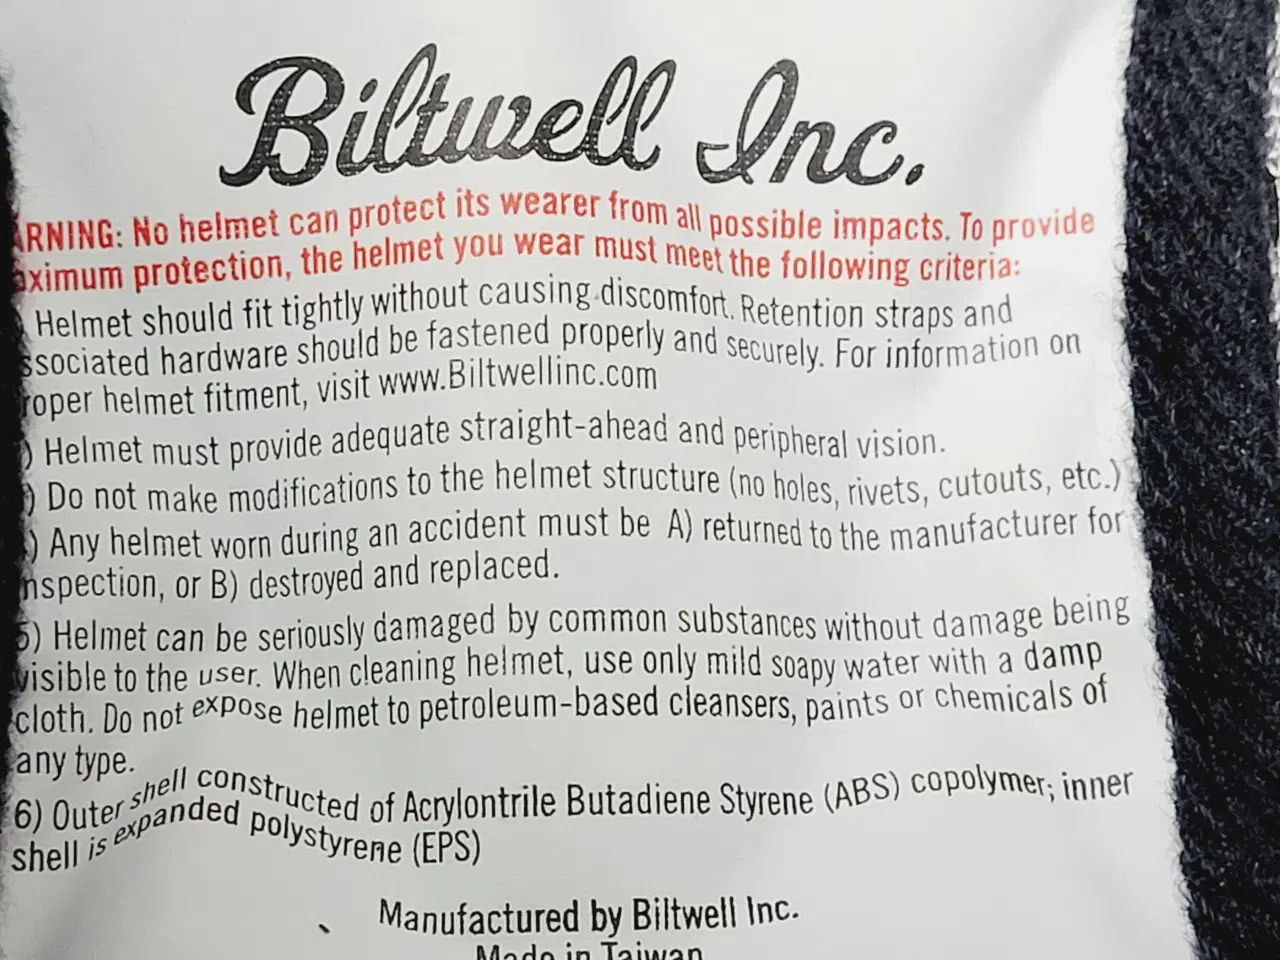 Biltwell Inc.
ARNING: No helmet can protect its wearer from all possible impacts. To provide
aximum protection, the helmet you wear must meet the following criteria:
Helmet should fit tightly without causing discomfort. Retention straps and
ssociated hardware should be fastened properly and securely. For information on
roper helmet fitment, visit www.Biltwellinc.com
) Helmet must provide adequate straight-ahead and peripheral vision.
) Do not make modifications to the helmet structure (no holes, rivets, cutouts, etc.)
) Any helmet worn during an accident must be A) returned to the manufacturer for
nspection, or B) destroyed and replaced.
5) Helmet can be seriously damaged by common substances without damage being
visible to the user. When cleaning helmet, use only mild soapy water with a damp
cloth. Do not expose helmet to petroleum-based cleansers, paints or chemicals of
any type.
6) Outer shell constructed of Acrylontrile Butadiene Styrene (ABS) copolymer; inner
shell is expanded polystyrene (EPS)
Manufactured by Biltwell Inc.
Made in Taiwan